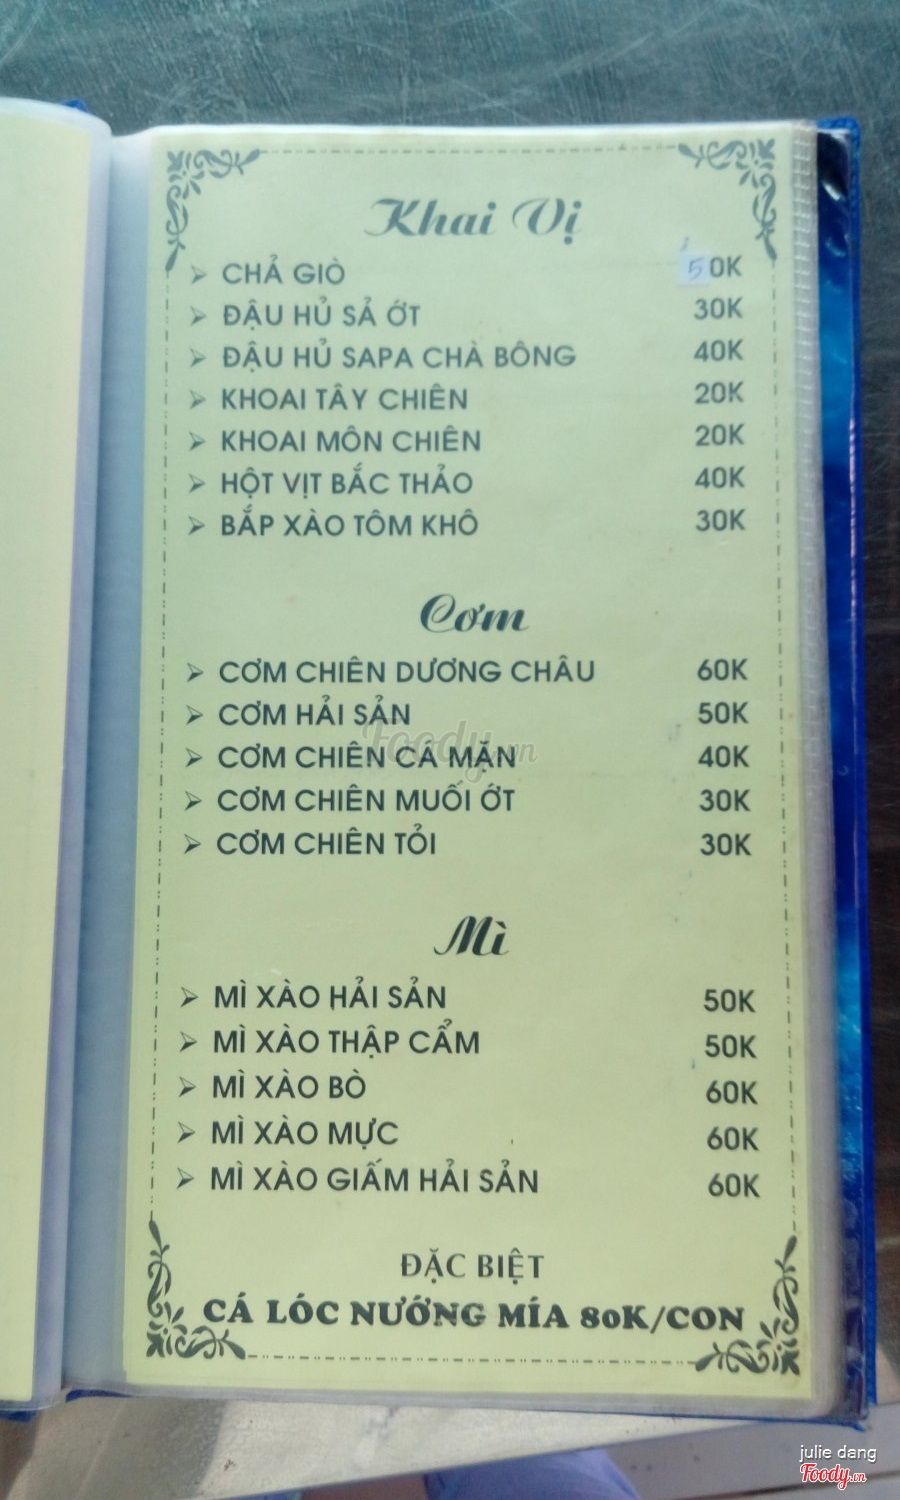 Khai Vị
CHẢ GIÒ 50K
ĐẬU HỦ SẢ ỚT 30K
ĐẬU HỦ SAPA CHÀ BÔNG 40K
KHOAI TÂY CHIÊN 20K
KHOAI MÔN CHIÊN 20K
HỘT VỊT BẮC THẢO 40K
BẮP XÀO TÔM KHÔ 30K
Cơm
CƠM CHIÊN DƯƠNG CHÂU 60K
CƠM HẢI SẢN 50K
Foody.vn
CƠM CHIÊN CÁ MẶN 40K
CƠM CHIÊN MUỐI ỚT 30K
CƠM CHIÊN TỎI 30K
Mì
MÌ XÀO HẢI SẢN 50K
MÌ XÀO THẬP CẨM 50K
MÌ XÀO BÒ 60K
MÌ XÀO MỰC 60K
MÌ XÀO GIẤM HẢI SẢN 60K
ĐẶC BIỆT
CÁ LÓC NƯỚNG MÍA 80K/CON
julie dang
Foody.vn